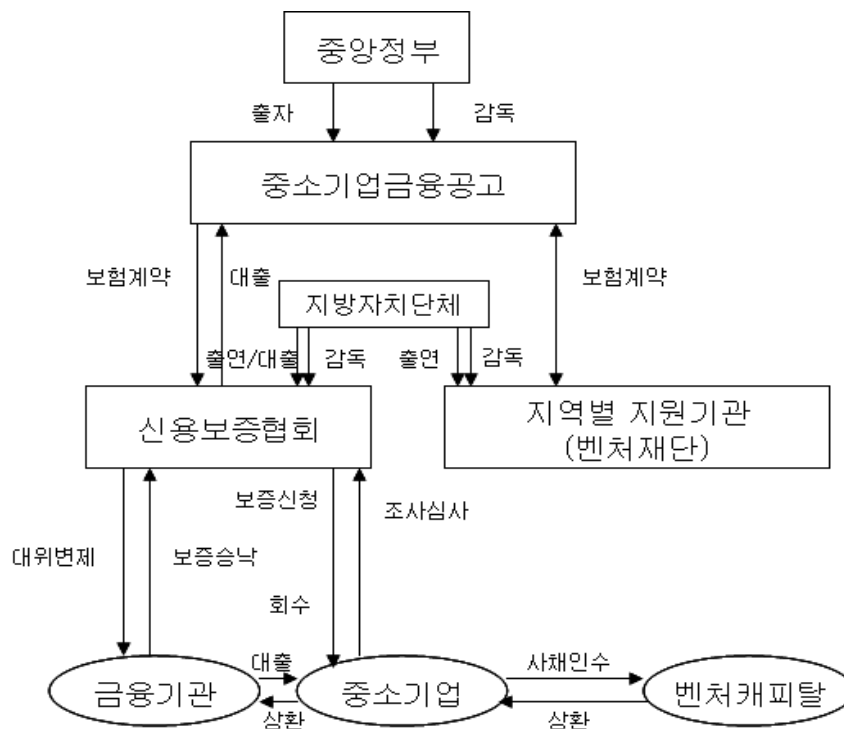 중앙정부
출자
감독
중소기업금융공고
보험계약
대출
보험계약
지방자치단체
출연/대출
감독
출연
감독
신용보증협회
지역별 지원기관
(벤처재단)
보증신청
조사심사
대위변제
보증승낙
회수
대출
사채인수
금융기관
중소기업
벤처캐피탈
상환
상환